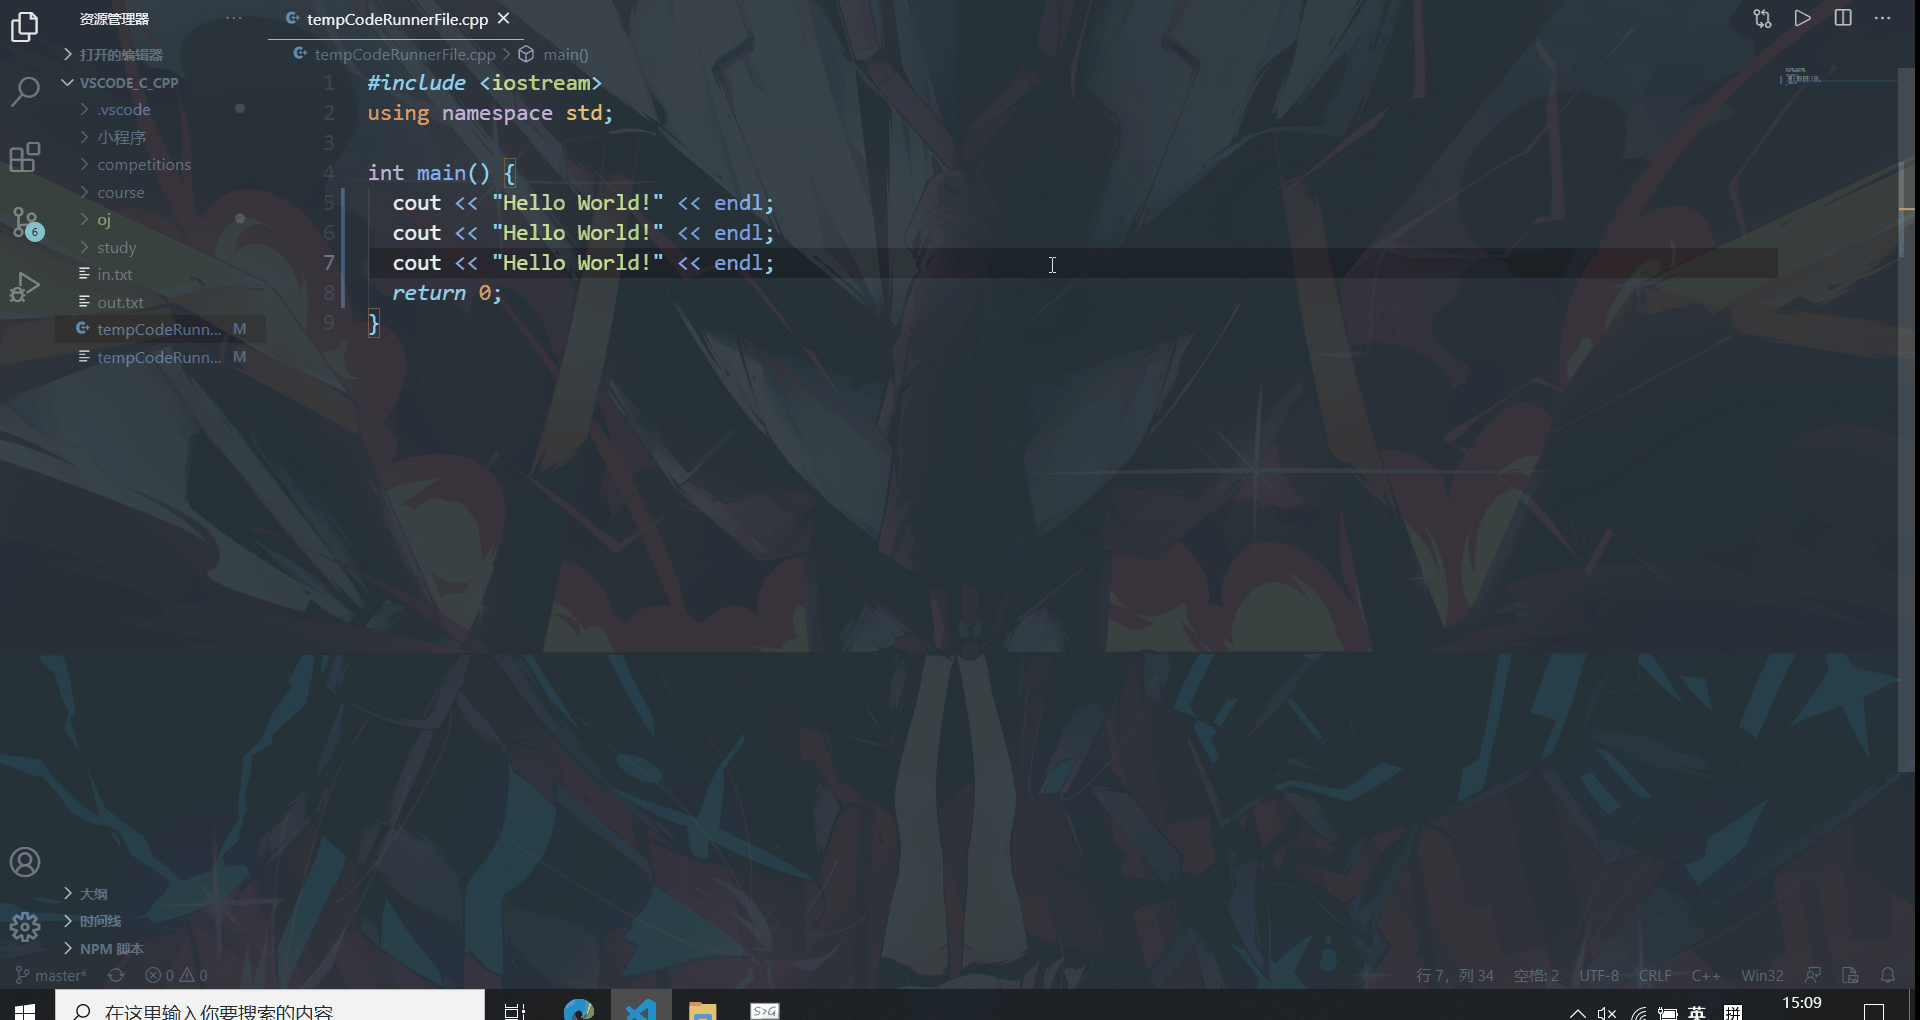 资源管理器
···
tempCodeRunnerFile.cpp
打开的编辑器
tempCodeRunnerFile.cpp > main()
VSCODE_C_CPP
.vscode
小程序
competitions
course
oj
study
in.txt
out.txt
tempCodeRunn... M
tempCodeRunn... M
6
1 #include <iostream>
2 using namespace std;
3
4 int main() {
5 cout << "Hello World!" << endl;
6 cout << "Hello World!" << endl;
7 cout << "Hello World!" << endl;
8 return 0;
9 }
大纲
时间线
NPM 脚本
master* 0 0
行 7，列 34 空格: 2 UTF-8 CRLF C++ Win32
在这里输入你要搜索的内容
S>G
英
拼
15:09